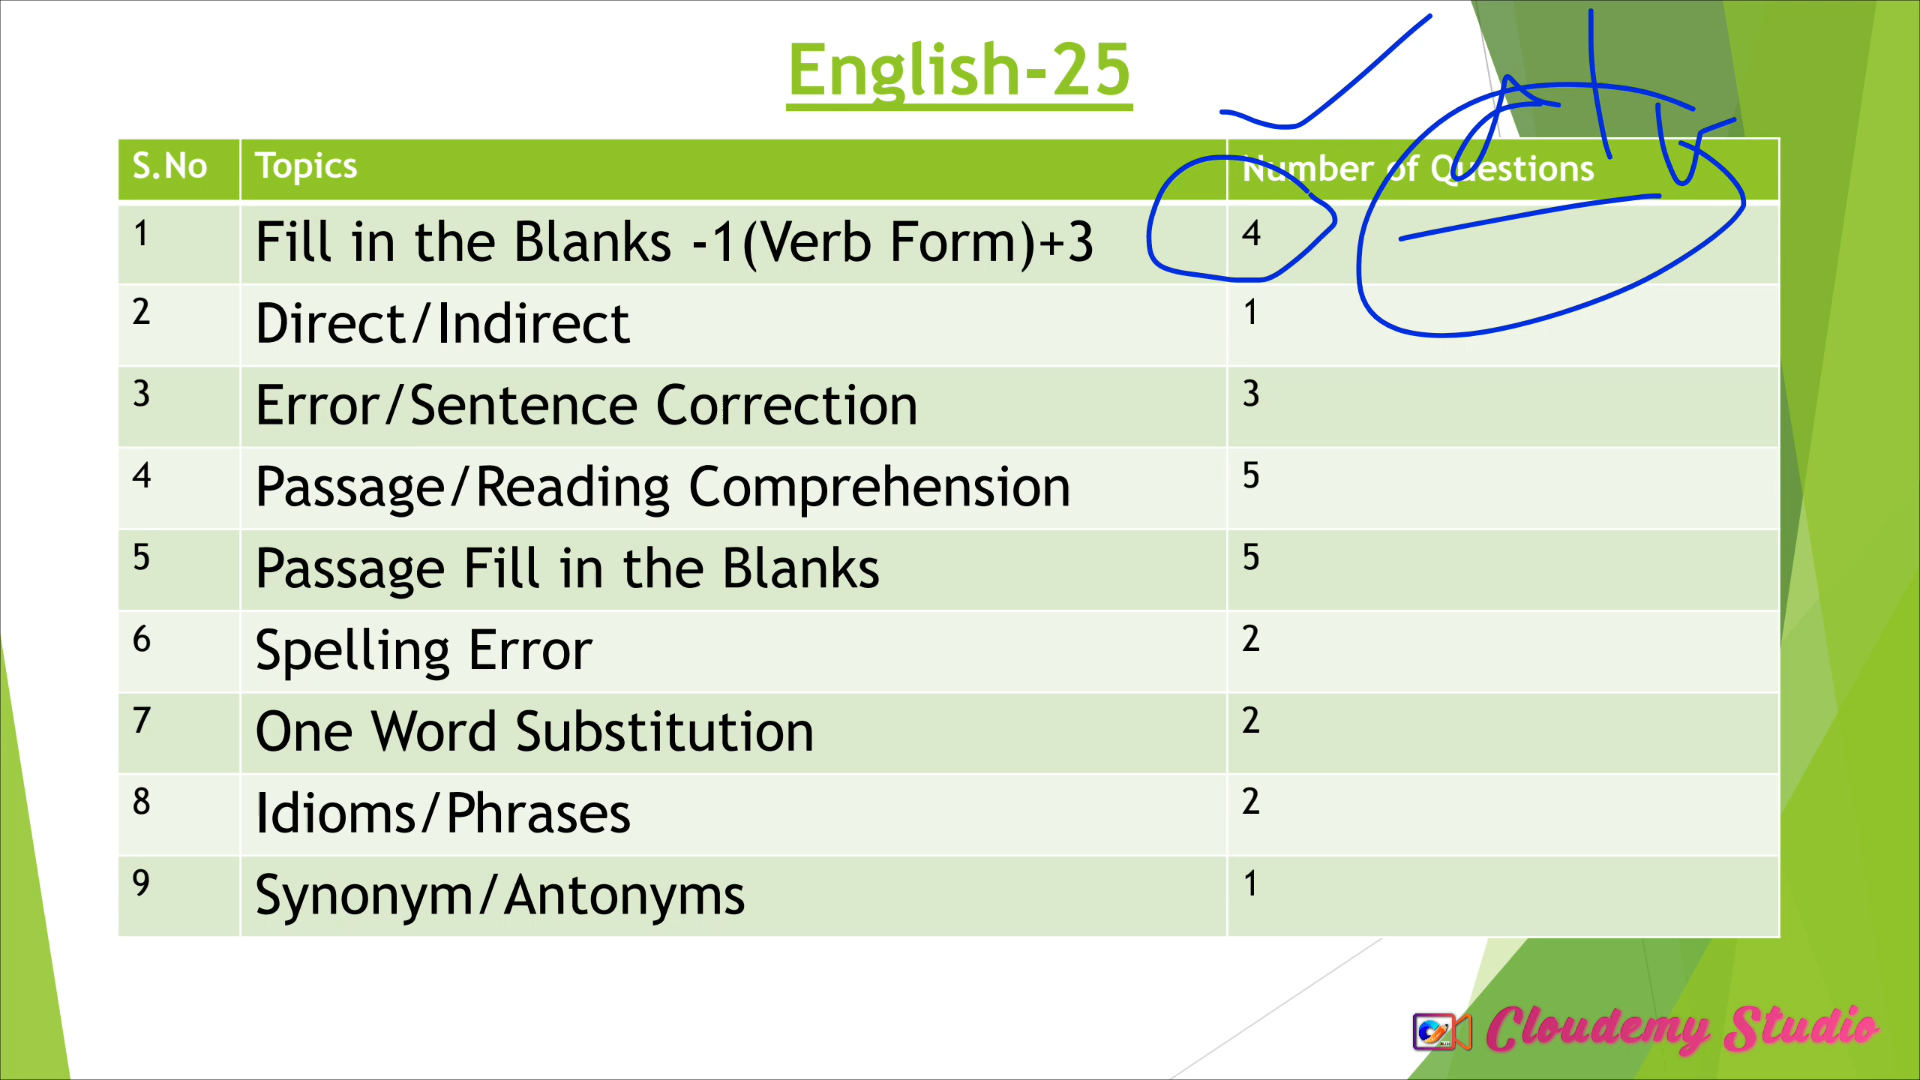 English-25
S.No Topics Number of Questions
1 Fill in the Blanks -1(Verb Form)+3 4
2 Direct/Indirect 1
3 Error/Sentence Correction 3
4 Passage/Reading Comprehension 5
5 Passage Fill in the Blanks 5
6 Spelling Error 2
7 One Word Substitution 2
8 Idioms/Phrases 2
9 Synonym/Antonyms 1
Cloudemy Studio